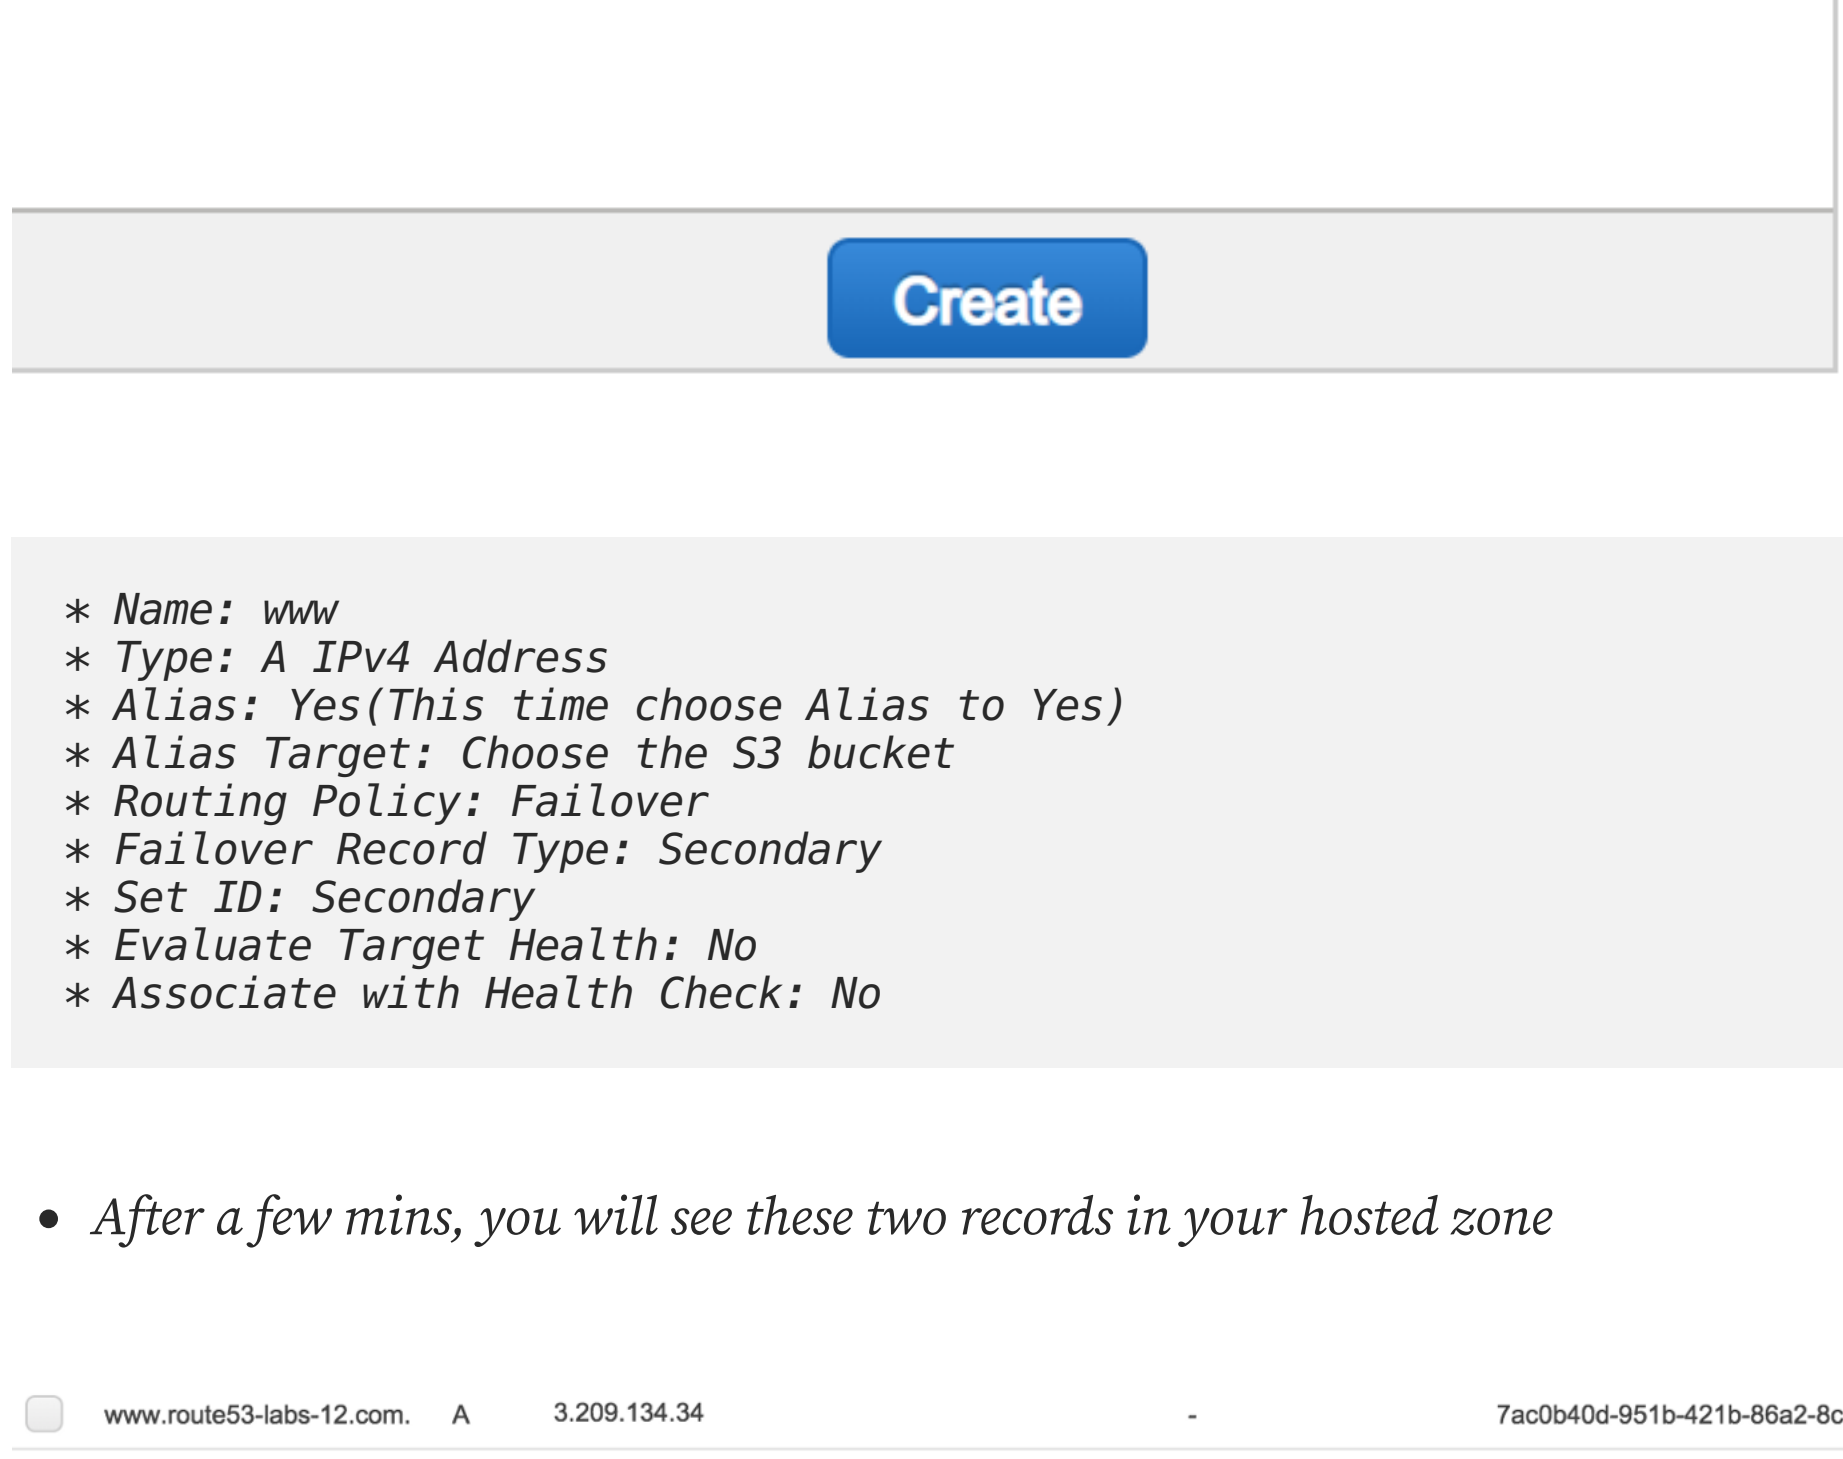 Create
* Name: www
* Type: A IPv4 Address
* Alias: Yes(This time choose Alias to Yes)
* Alias Target: Choose the S3 bucket
* Routing Policy: Failover
* Failover Record Type: Secondary
* Set ID: Secondary
* Evaluate Target Health: No
* Associate with Health Check: No
• After a few mins, you will see these two records in your hosted zone
www.route53-labs-12.com. A 3.209.134.34 - 7ac0b40d-951b-421b-86a2-8c